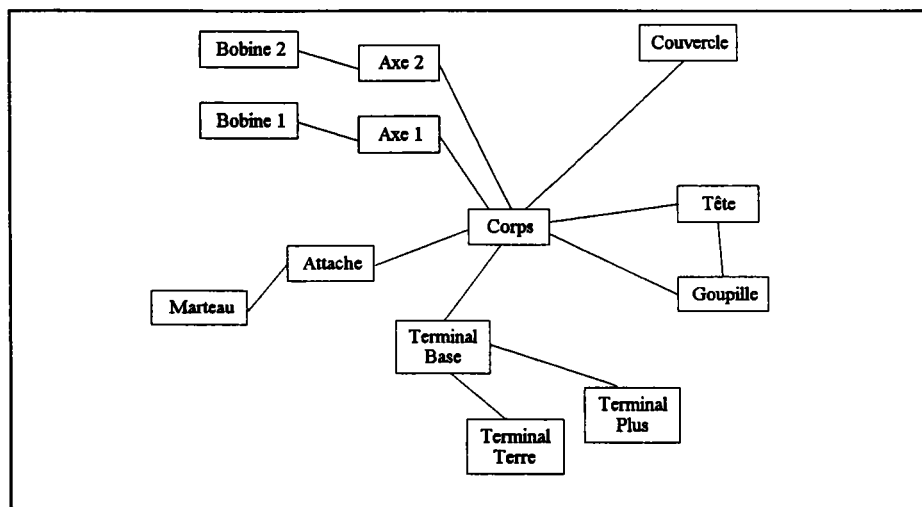 Bobine 2
Axe 2
Couvercle
Bobine 1
Axe 1
Tête
Corps
Attache
Goupille
Marteau
Terminal
Base
Terminal
Plus
Terminal
Terre